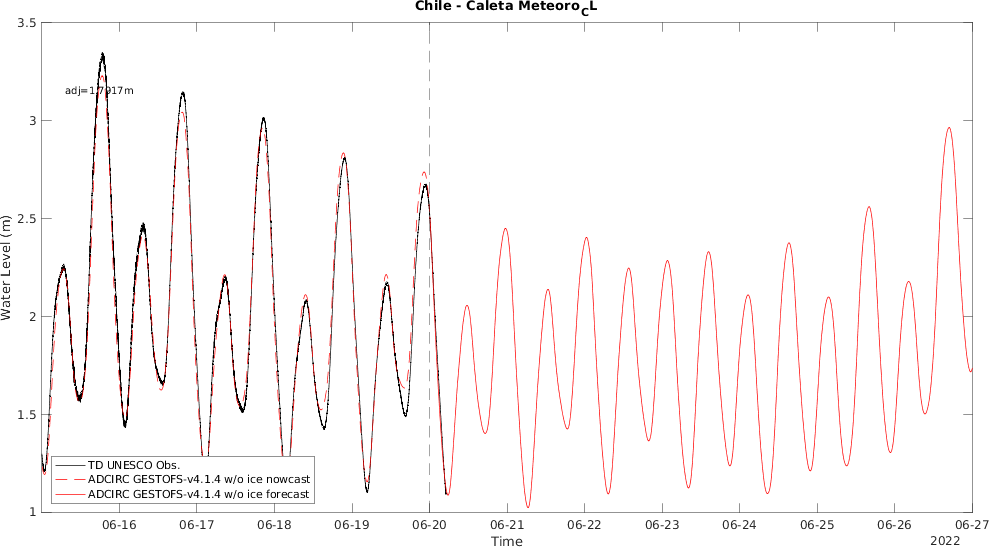 Chile - Caleta Meteoro_CL
adj=1.7917m
Water Level (m)
3.5
3
2.5
2
1.5
1
TD UNESCO Obs.
ADCIRC GESTOFS-v4.1.4 w/o ice nowcast
ADCIRC GESTOFS-v4.1.4 w/o ice forecast
06-16 06-17 06-18 06-19 06-20 06-21 06-22 06-23 06-24 06-25 06-26 06-27
Time
2022